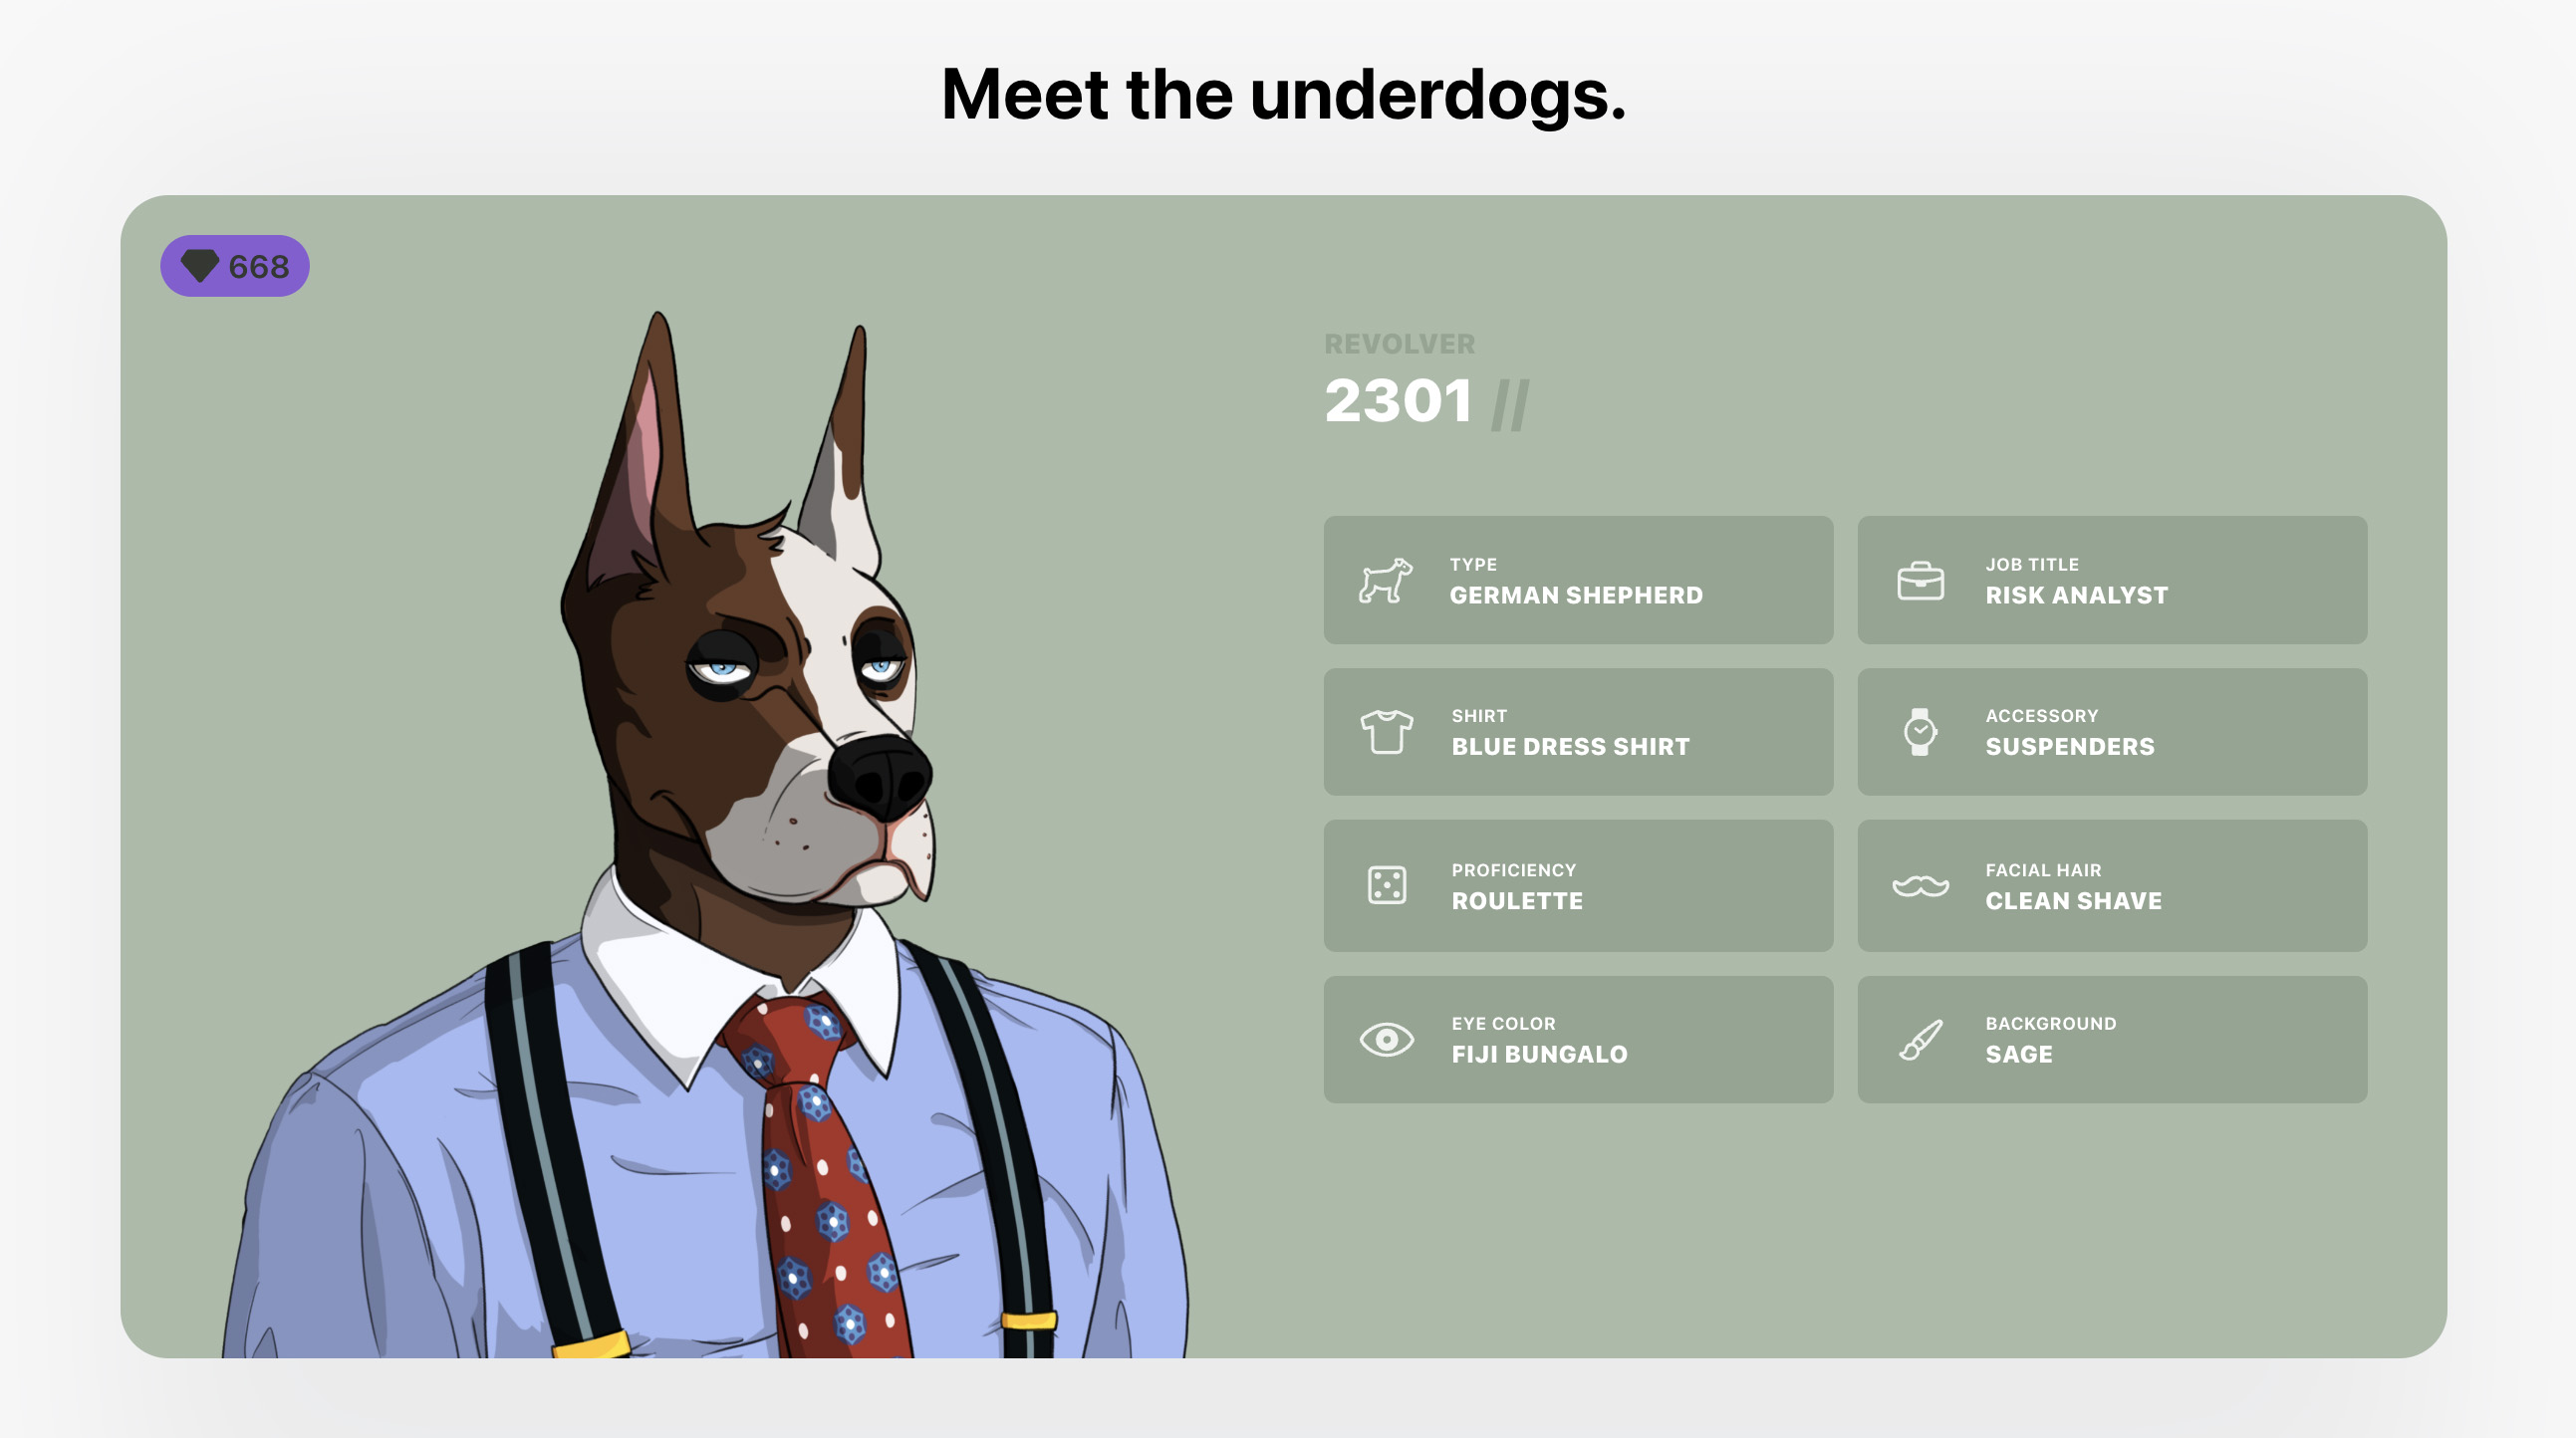 Meet the underdogs.
668
REVOLVER
2301 //
TYPE
GERMAN SHEPHERD
JOB TITLE
RISK ANALYST
SHIRT
BLUE DRESS SHIRT
ACCESSORY
SUSPENDERS
PROFICIENCY
ROULETTE
FACIAL HAIR
CLEAN SHAVE
EYE COLOR
FIJI BUNGALO
BACKGROUND
SAGE